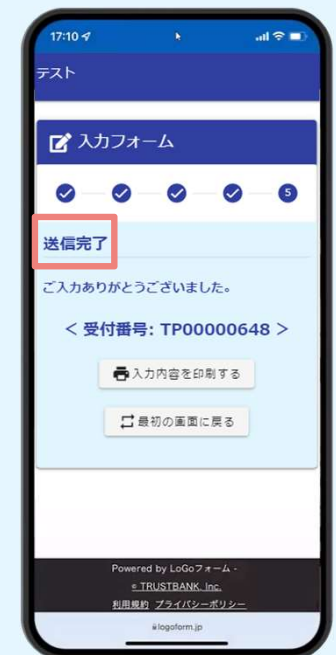 17:10
テスト
入力フォーム
5
送信完了
ご入力ありがとうございました。
< 受付番号: TP00000648 >
入力内容を印刷する
最初の画面に戻る
Powered by LoGoフォーム -
© TRUSTBANK, Inc.
利用規約 プライバシーポリシー
logoform.jp